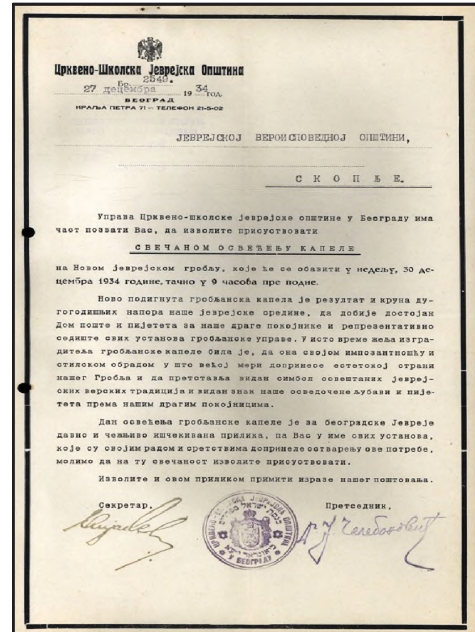 Црквено-Школска Јеврејска Општина
Бр. 2549.
27 децембра 1934 год.
БЕОГРАД
КРАЉА ПЕТРА 71 — ТЕЛЕФОН 21-5-02
ЈЕВРЕЈСКОЈ ВЕРОИСПОВЕДНОЈ ОПШТИНИ,
СКОПЉЕ.
Управа Црквено-школске јеврејске општине у Београду има
част позвати Вас, да изволите присуствовати
СВЕЧАНОМ ОСВЕЋЕЊУ КАПЕЛЕ
на Новом јеврејском гробљу, које ће се обавити у недељу, 30 де-
цембра 1934 године, тачно у 9 часова пре подне.
Ново подигнута гробљанска капела је резултат и круна ду-
гогодишњих напора наше јеврејске средине, да добије достојан
Дом поште и пијетета за наше драге покојнике и репрезентативно
седиште свих установа гробљанске управе. У исто време жеља изгра-
дитеља гробљанске капеле била је, да она својом импозантношћу и
стилском обрадом у што већој мери допринесе естетској страни
нашег Гробља и да претставља видан симбол освештаних јевреј-
ских верских традиција и видан знак наше осведочене љубави и пије-
тета према нашим драгим покојницима.
Дан освећења гробљанске капеле је за београдске Јевреје
давно и чежњиво ишчекивана прилика, па Вас у име свих установа,
које су својим радом и сретствима допринеле остварењу ове потребе,
молимо да на ту свечаност изволите присуствовати.
Изволите и овом приликом примити изразе нашег поштовања.
Секретар,
Претседник,
ЈЕВРЕЈСКА ОПШТИНА
У БЕОГРАДУ